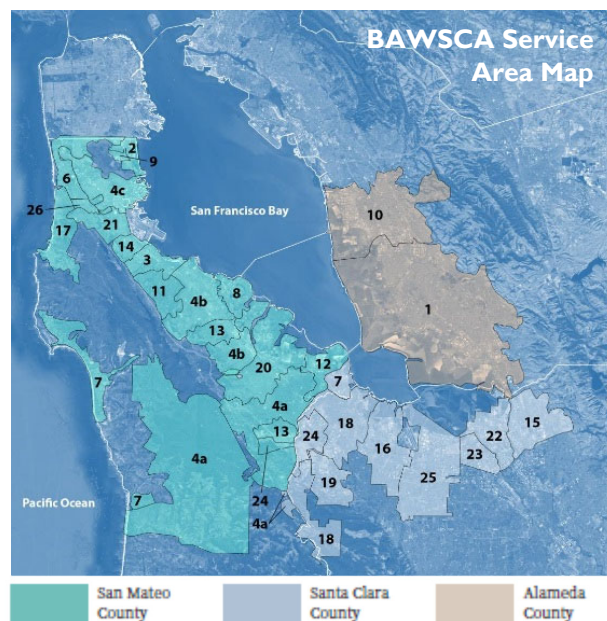 BAWSCA Service
Area Map
2
9
6
4c
San Francisco Bay
26
10
17
21
14
3
11
4b
8
1
13
4b
20
12
7
7
4a
15
13
24
18
22
4a
16
23
19
25
7
24
Pacific Ocean
4a
18
San Mateo
County
Santa Clara
County
Alameda
County